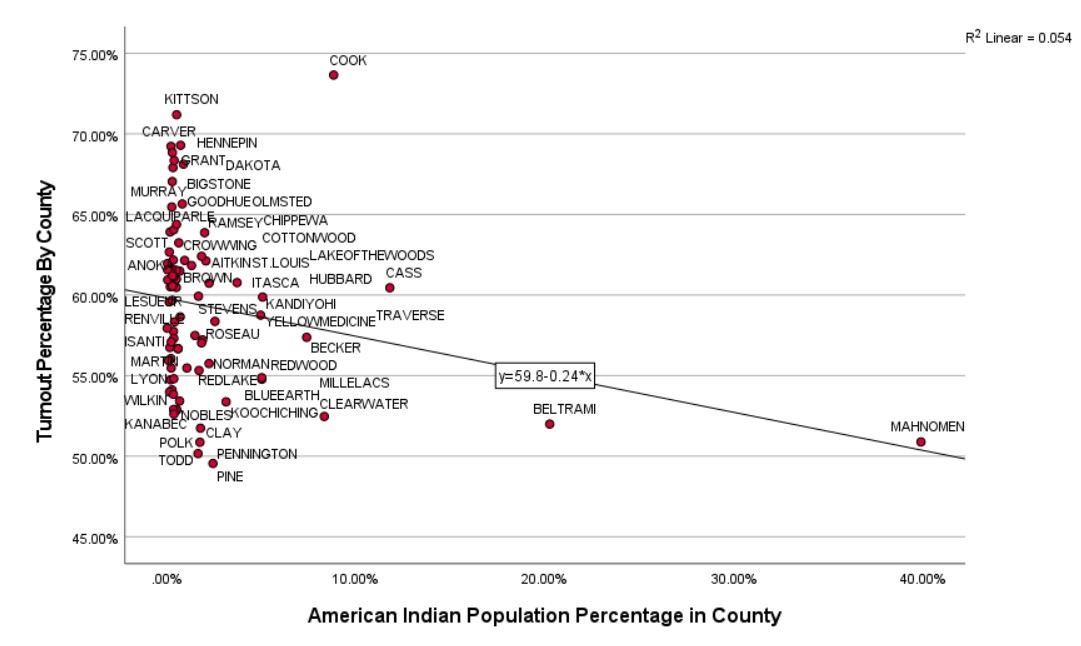 R² Linear = 0.054
75.00%
COOK
KITTSON
70.00%
CARVER
HENNEPIN
GRANT
DAKOTA
BIGSTONE
MURRAY
GOODHUE
OLMSTED
65.00%
LACQUIPARLE
RAMSEY
CHIPPEWA
COTTONWOOD
SCOTT
CROWWING
LAKEOFTHEWOODS
ANOK
AITKIN
ST.LOUIS
CASS
BROWN
ITASCA
HUBBARD
60.00%
LESUEUR
KANDIYOHI
STEVENS
TRAVERSE
RENVILLE
YELLOWMEDICINE
ISANTI
ROSEAU
BECKER
MARTIN
NORMAN
REDWOOD
55.00%
LYON
REDLAKE
MILLELACS
y=59.8-0.24*x
BLUEEARTH
WILKIN
CLEARWATER
NOBLES
KOOCHICHING
BELTRAMI
KANABEC
CLAY
MAHNOMEN
POLK
50.00%
TODD
PENNINGTON
PINE
45.00%
.00%
10.00%
20.00%
30.00%
40.00%
Turnout Percentage By County
American Indian Population Percentage in County